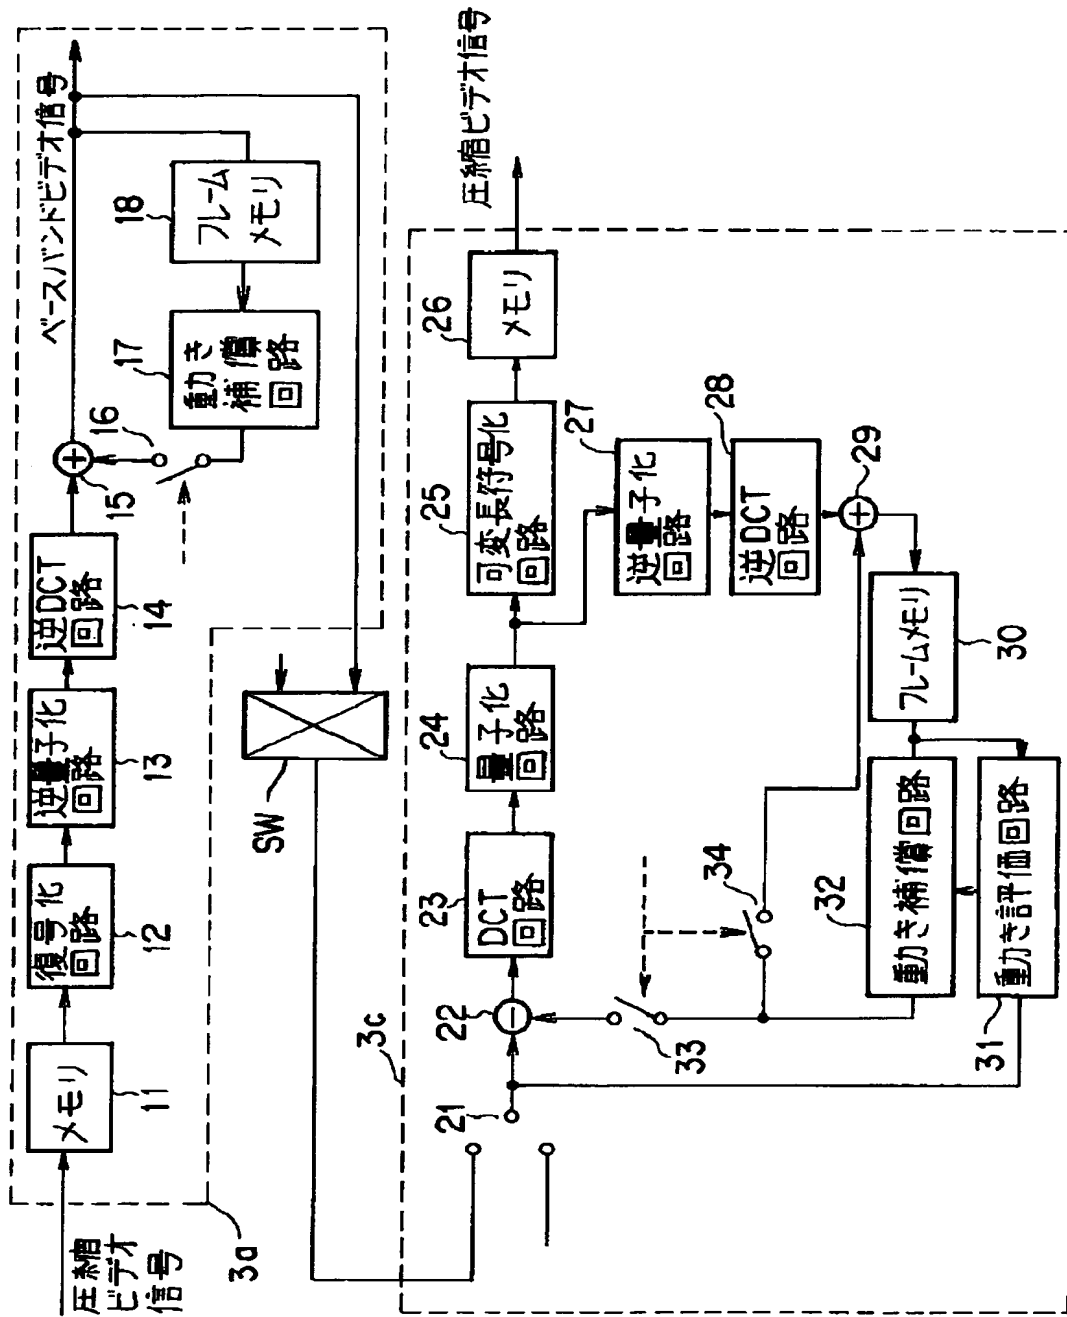 圧縮
ビデオ
信号
メモリ
11
復号化
回路
12
逆量子化
回路
13
逆DCT
回路
14
15
16
動き
補償
回路
17
フレーム
メモリ
18
ベースバンドビデオ信号
3a
SW
3c
21
22
DCT
回路
23
量子化
回路
24
可変長符号化
回路
25
メモリ
26
圧縮ビデオ信号
逆量子化
回路
27
逆DCT
回路
28
29
フレームメモリ
30
動き評価回路
31
動き補償回路
32
33
34